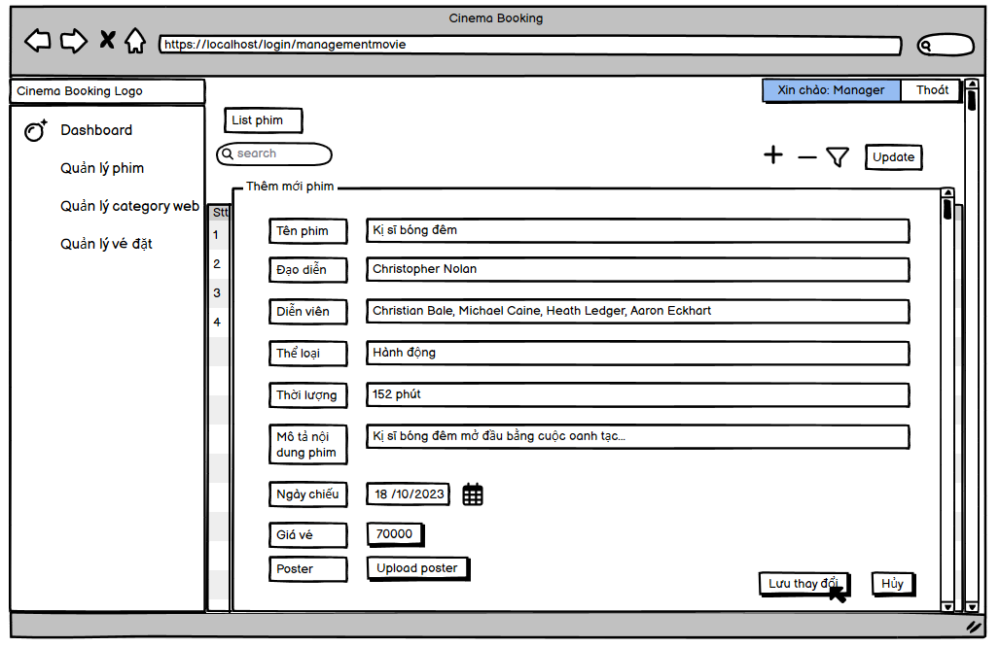 Cinema Booking
https://localhost/login/managementmovie
Cinema Booking Logo
Xin chào: Manager
Thoát
Dashboard
Quản lý phim
Quản lý category web
Quản lý vé đặt
List phim
search
Update
Stt
1
2
3
4
Thêm mới phim
Tên phim
Kị sĩ bóng đêm
Đạo diễn
Christopher Nolan
Diễn viên
Christian Bale, Michael Caine, Heath Ledger, Aaron Eckhart
Thể loại
Hành động
Thời lượng
152 phút
Mô tả nội
dung phim
Kị sĩ bóng đêm mở đầu bằng cuộc oanh tạc...
Ngày chiếu
18 /10/2023
Giá vé
70000
Poster
Upload poster
Lưu thay đổi
Hủy